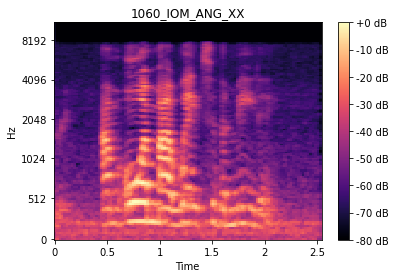 1060_IOM_ANG_XX
Hz
8192
4096
2048
1024
512
0
0
0.5
1
1.5
2
2.5
Time
+0 dB
-10 dB
-20 dB
-30 dB
-40 dB
-50 dB
-60 dB
-70 dB
-80 dB